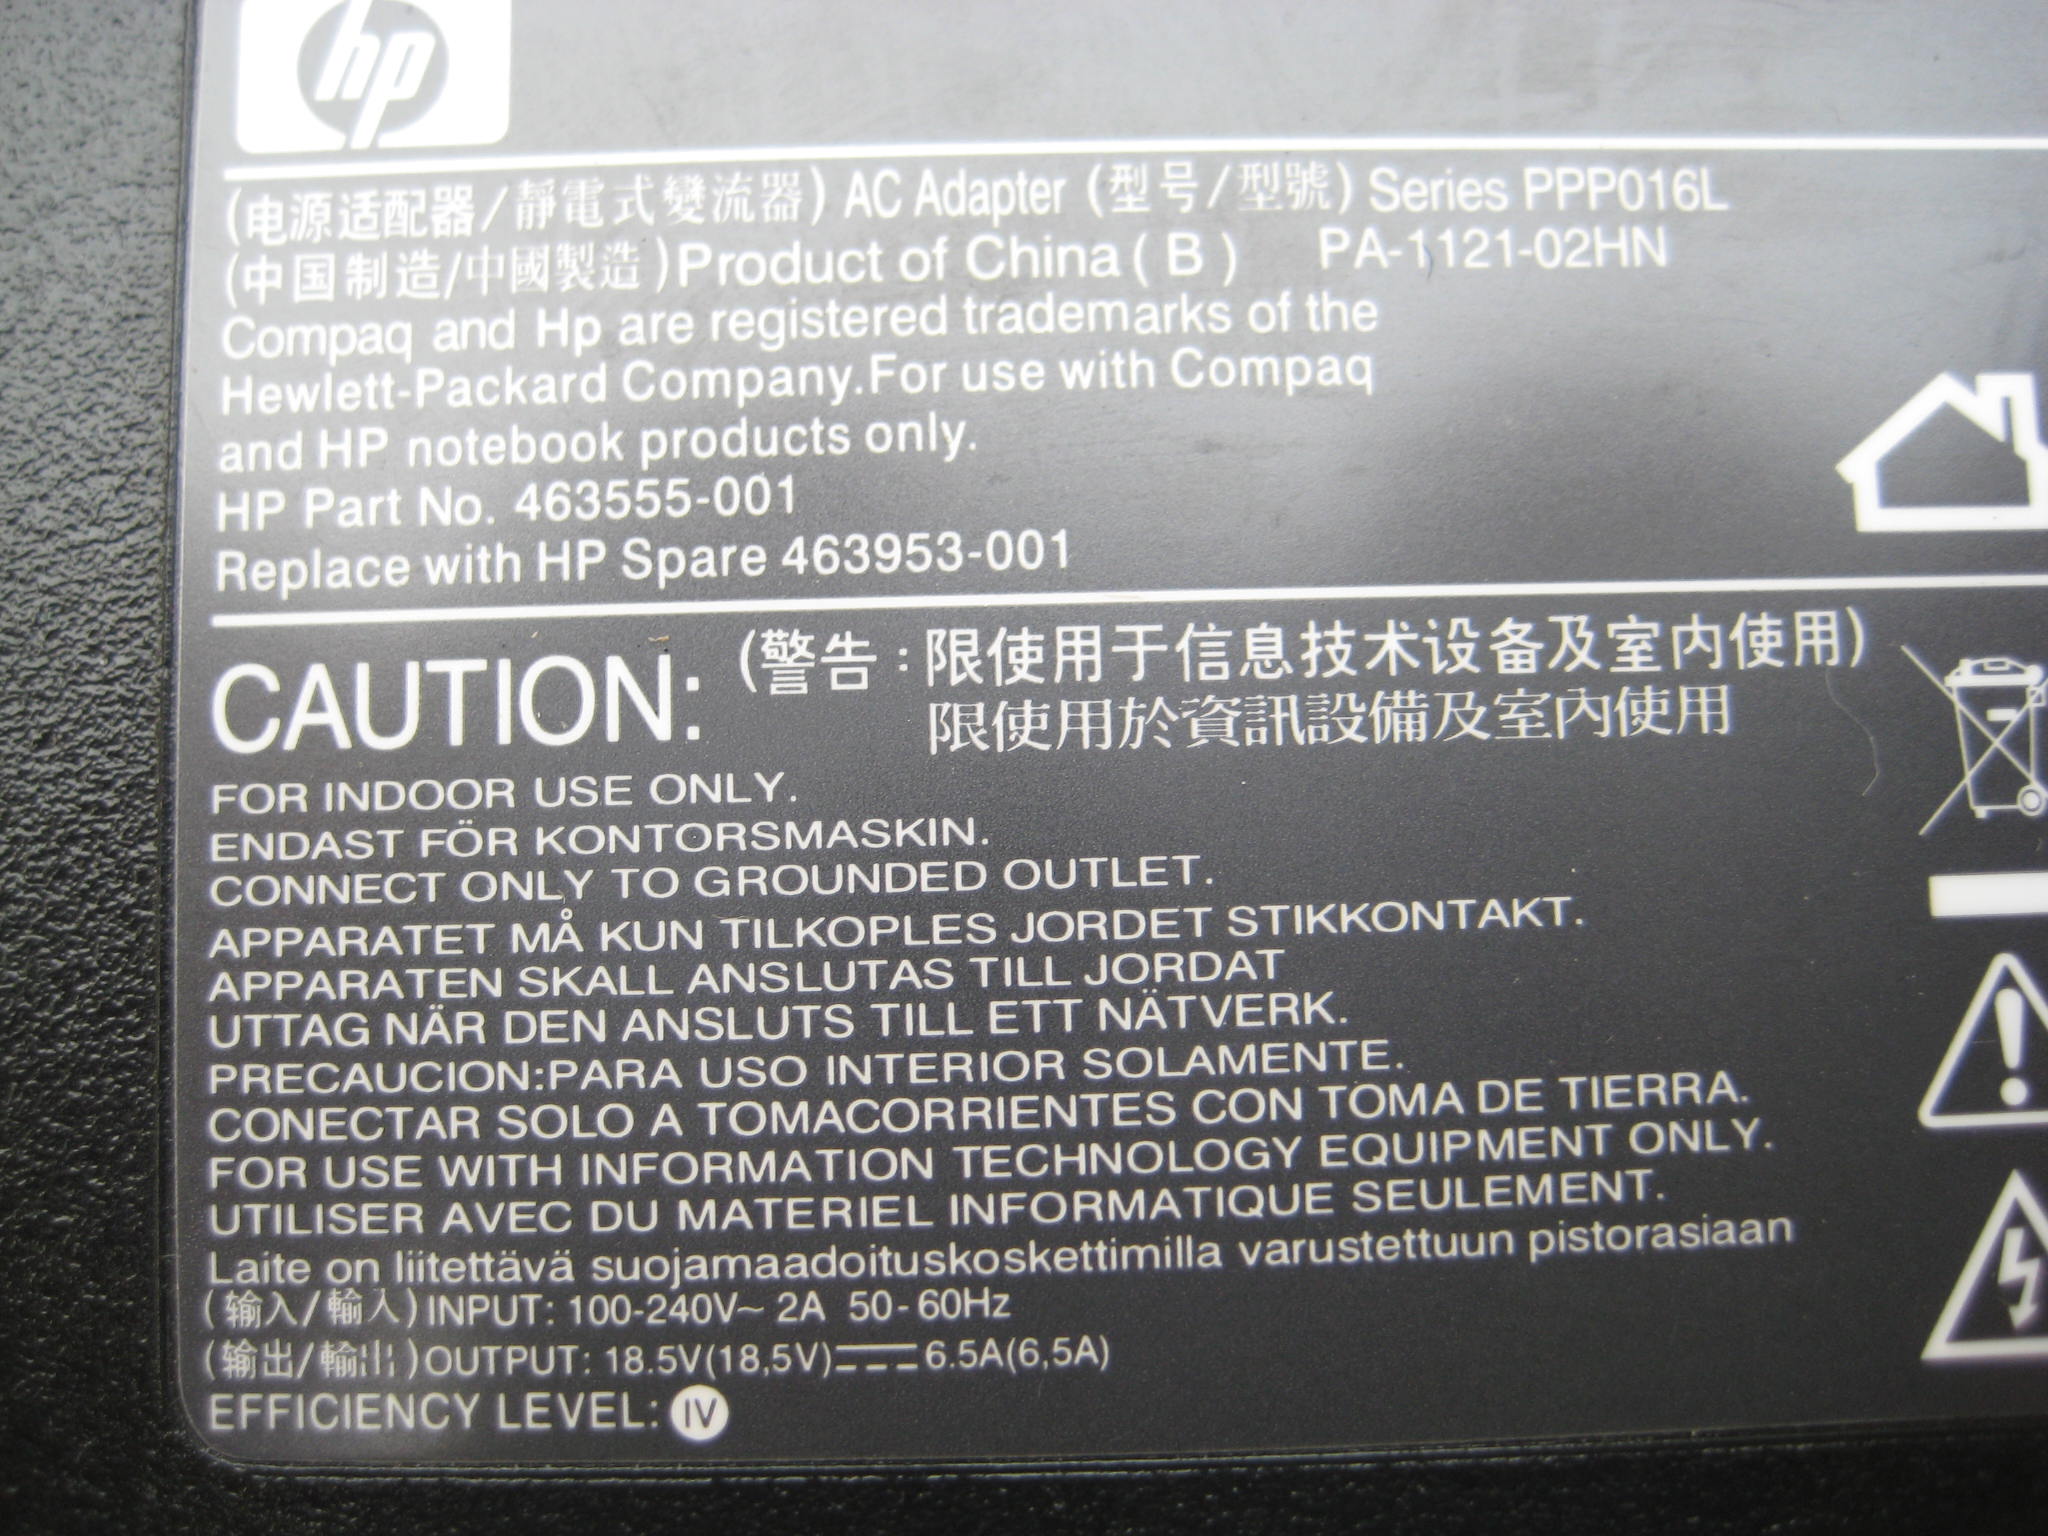 hp
(电源适配器/靜電式變流器) AC Adapter (型号/型號) Series PPP016L
(中国制造/中國製造) Product of China ( B ) PA-1121-02HN
Compaq and Hp are registered trademarks of the
Hewlett-Packard Company.For use with Compaq
and HP notebook products only.
HP Part No. 463555-001
Replace with HP Spare 463953-001
CAUTION: (警告:限使用于信息技术设备及室内使用)
限使用於資訊設備及室內使用
FOR INDOOR USE ONLY.
ENDAST FÖR KONTORSMASKIN.
CONNECT ONLY TO GROUNDED OUTLET.
APPARATET MÅ KUN TILKOPLES JORDET STIKKONTAKT.
APPARATEN SKALL ANSLUTAS TILL JORDAT
UTTAG NÄR DEN ANSLUTS TILL ETT NÄTVERK.
PRECAUCION:PARA USO INTERIOR SOLAMENTE.
CONECTAR SOLO A TOMACORRIENTES CON TOMA DE TIERRA.
FOR USE WITH INFORMATION TECHNOLOGY EQUIPMENT ONLY.
UTILISER AVEC DU MATERIEL INFORMATIQUE SEULEMENT.
Laite on liitettävä suojamaadoituskoskettimilla varustettuun pistorasiaan
(输入/輸入) INPUT: 100-240V~ 2A 50-60Hz
(输出/輸出) OUTPUT: 18.5V(18,5V)⎓6.5A(6,5A)
EFFICIENCY LEVEL: IV